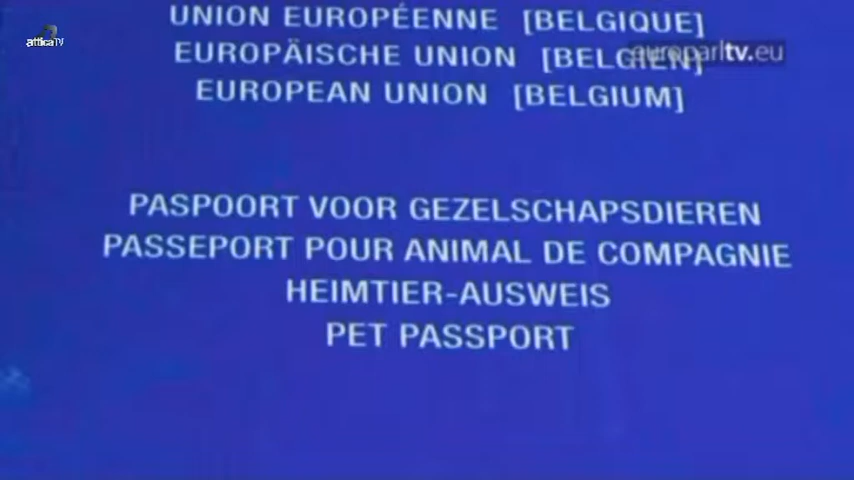 UNION EUROPÉENNE [BELGIQUE]
atticaTV
EUROPÄISCHE UNION [BELGIEN]
europarltv.eu
EUROPEAN UNION [BELGIUM]
PASPOORT VOOR GEZELSCHAPSDIEREN
PASSEPORT POUR ANIMAL DE COMPAGNIE
HEIMTIER-AUSWEIS
PET PASSPORT